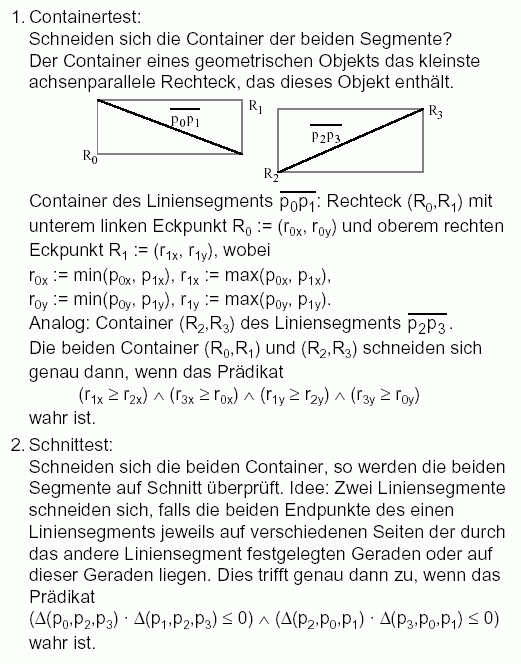 1. Containertest:
Schneiden sich die Container der beiden Segmente?
Der Container eines geometrischen Objekts das kleinste
achsenparallele Rechteck, das dieses Objekt enthält.
R₁
p₀p₁
R₀
R₃
p₂p₃
R₂
Container des Liniensegments p₀p₁: Rechteck (R₀,R₁) mit
unterem linken Eckpunkt R₀ := (r₀ₓ, r₀y) und oberem rechten
Eckpunkt R₁ := (r₁ₓ, r₁y), wobei
r₀ₓ := min(p₀ₓ, p₁ₓ), r₁ₓ := max(p₀ₓ, p₁ₓ),
r₀y := min(p₀y, p₁y), r₁y := max(p₀y, p₁y).
Analog: Container (R₂,R₃) des Liniensegments p₂p₃.
Die beiden Container (R₀,R₁) und (R₂,R₃) schneiden sich
genau dann, wenn das Prädikat
(r₁ₓ ≥ r₂ₓ) ∧ (r₃ₓ ≥ r₀ₓ) ∧ (r₁y ≥ r₂y) ∧ (r₃y ≥ r₀y)
wahr ist.
2. Schnittest:
Schneiden sich die beiden Container, so werden die beiden
Segmente auf Schnitt überprüft. Idee: Zwei Liniensegmente
schneiden sich, falls die beiden Endpunkte des einen
Liniensegments jeweils auf verschiedenen Seiten der durch
das andere Liniensegment festgelegten Geraden oder auf
dieser Geraden liegen. Dies trifft genau dann zu, wenn das
Prädikat
(Δ(p₀,p₂,p₃) · Δ(p₁,p₂,p₃) ≤ 0) ∧ (Δ(p₂,p₀,p₁) · Δ(p₃,p₀,p₁) ≤ 0)
wahr ist.